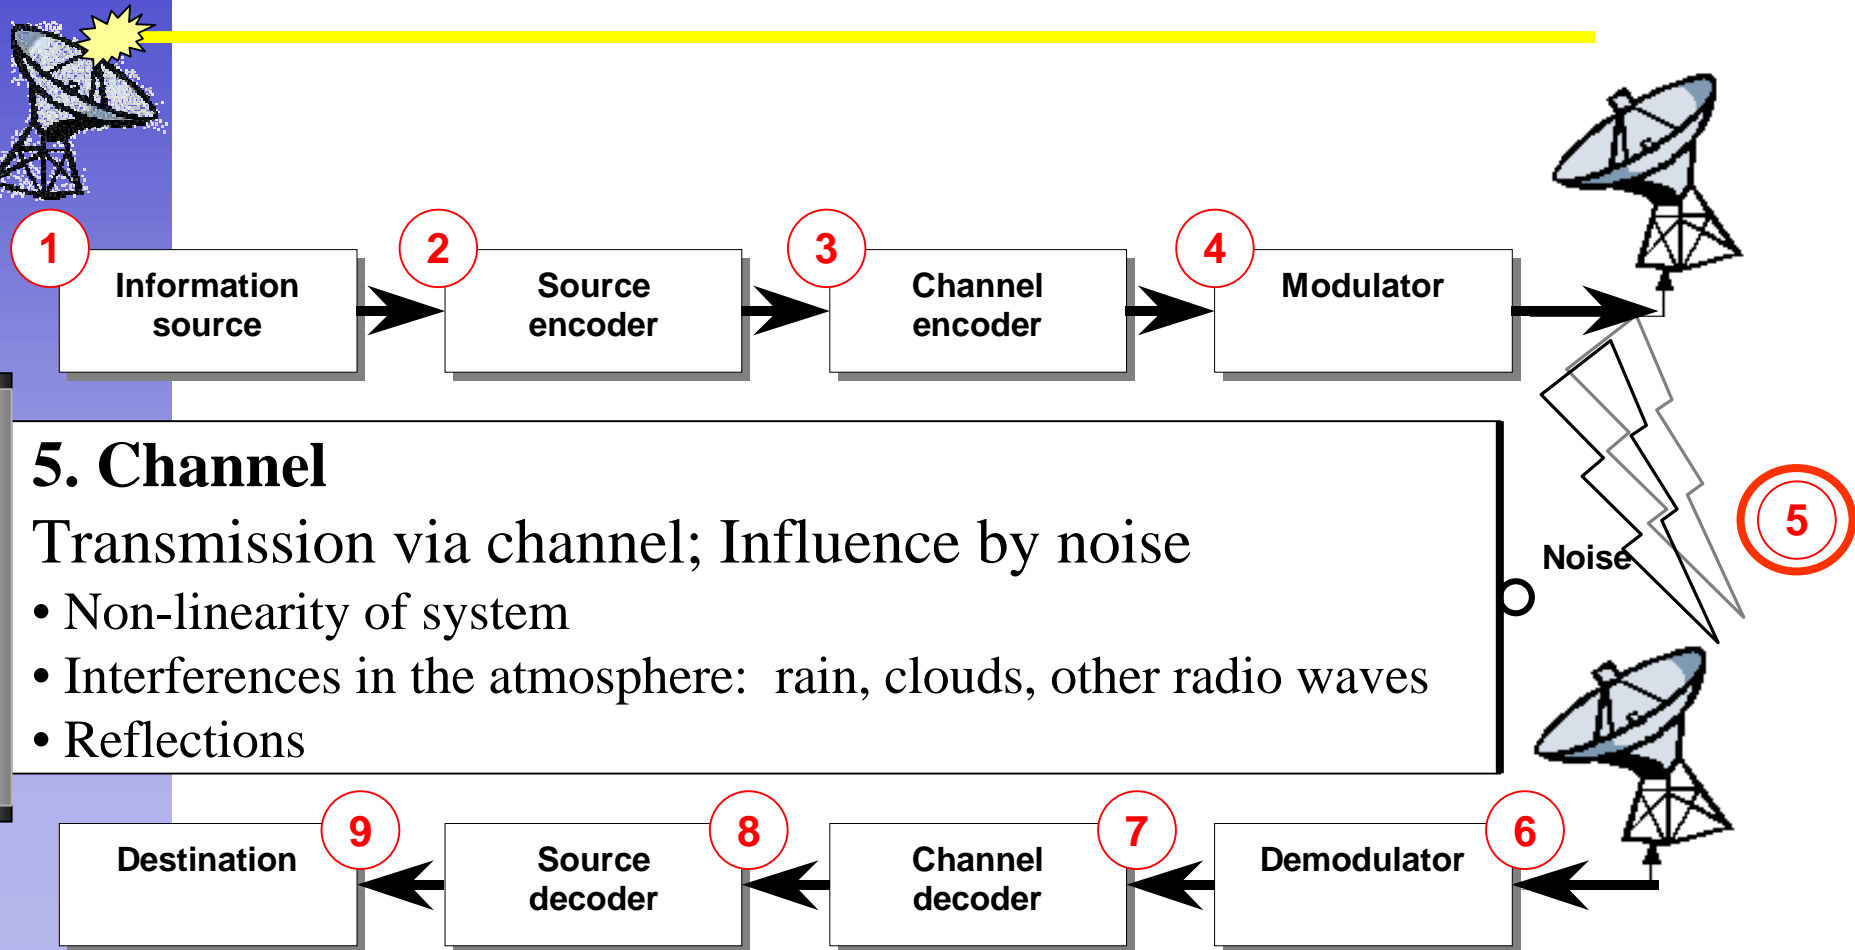 1
Information
source
2
Source
encoder
3
Channel
encoder
4
Modulator
5. Channel
Transmission via channel; Influence by noise
• Non-linearity of system
• Interferences in the atmosphere: rain, clouds, other radio waves
• Reflections
Noise
5
Destination
9
Source
decoder
8
Channel
decoder
7
Demodulator
6